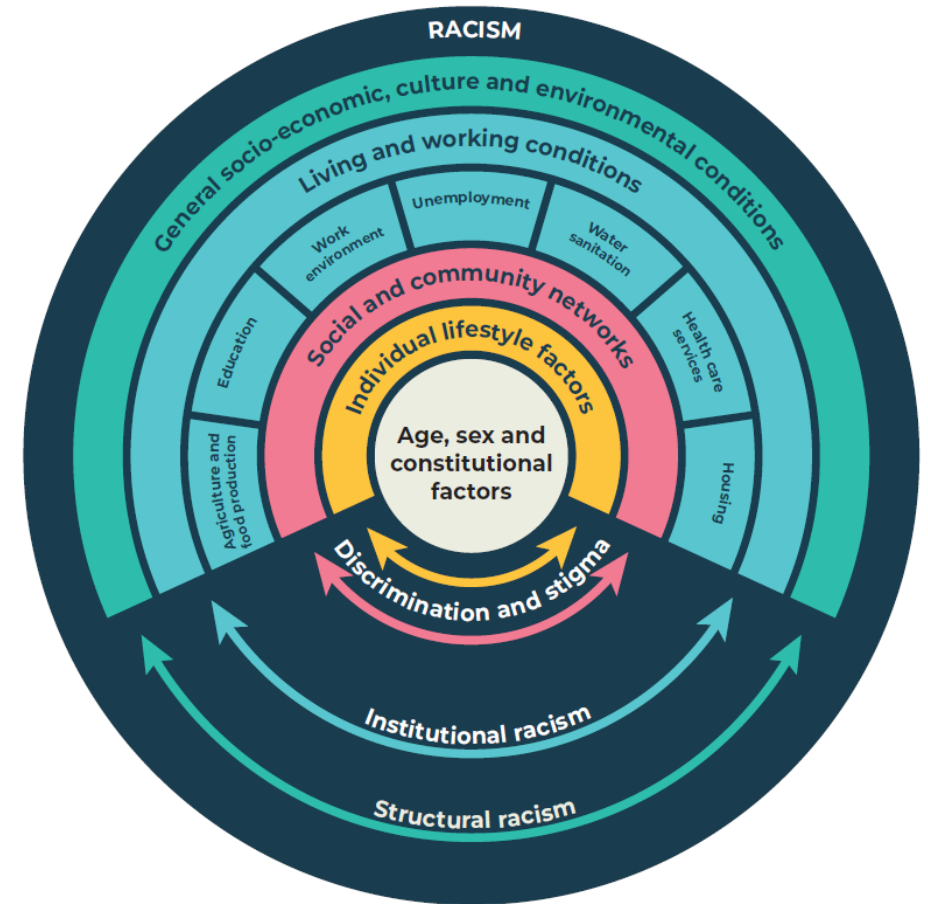 RACISM
General socio-economic, culture and environmental conditions
Living and working conditions
Agriculture and
food production
Education
Work
environment
Unemployment
Water
sanitation
Health care
services
Housing
Social and community networks
Individual lifestyle factors
Age, sex and
constitutional
factors
Discrimination and stigma
Institutional racism
Structural racism